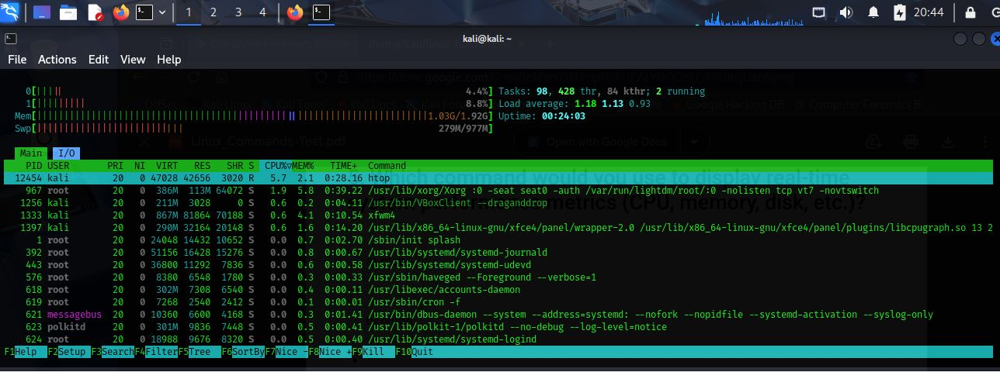 1 2 3 4 20:44
kali@kali: ~
File Actions Edit View Help
0[||||| 4.4%] Tasks: 98, 428 thr, 84 kthr; 2 running
1[||||||||| 8.8%] Load average: 1.18 1.13 0.93
Mem[||||||||||||||||||||||||||||||||||||||||||||||||||||||||||||||||||||||||1.03G/1.92G] Uptime: 00:24:03
Swp[||||||||||||||||||||||||||| 279M/977M]
Linux_Commands-Test.pdf
Main I/O
PID USER PRI NI VIRT RES SHR S CPU%▽MEM% TIME+ Command
12454 kali 20 0 47028 42656 3020 R 5.7 2.1 0:28.16 htop
Which command would you use to display real-time
967 root 20 0 386M 113M 64072 S 1.9 5.8 0:39.22 /usr/lib/xorg/Xorg :0 -seat seat0 -auth /var/run/lightdm/root/:0 -nolisten tcp vt7 -novtswitch
1256 kali 20 0 211M 3028 0 S 0.6 0.2 0:04.11 /usr/bin/VBoxClient --draganddrop
metrics (CPU, memory, disk, etc.)?
1333 kali 20 0 867M 81864 70188 S 0.6 4.1 0:10.54 xfwm4
1397 kali 20 0 290M 32164 20148 S 0.6 1.6 0:14.20 /usr/lib/x86_64-linux-gnu/xfce4/panel/wrapper-2.0 /usr/lib/x86_64-linux-gnu/xfce4/panel/plugins/libcpugraph.so 13 2
1 root 20 0 24048 14432 10652 S 0.0 0.7 0:02.70 /sbin/init splash
392 root 20 0 51156 16428 15276 S 0.0 0.8 0:00.67 /usr/lib/systemd/systemd-journald
443 root 20 0 36800 11292 7836 S 0.0 0.6 0:00.58 /usr/lib/systemd/systemd-udevd
576 root 20 0 8380 6548 1780 S 0.0 0.3 0:00.33 /usr/sbin/haveged --Foreground --verbose=1
618 root 20 0 302M 7308 6540 S 0.0 0.4 0:00.11 /usr/libexec/accounts-daemon
619 root 20 0 7268 2540 2412 S 0.0 0.1 0:00.01 /usr/sbin/cron -f
621 messagebus 20 0 10360 6600 4168 S 0.0 0.3 0:01.41 /usr/bin/dbus-daemon --system --address=systemd: --nofork --nopidfile --systemd-activation --syslog-only
623 polkitd 20 0 301M 9836 7448 S 0.0 0.5 0:00.41 /usr/lib/polkit-1/polkitd --no-debug --log-level=notice
624 root 20 0 18988 9676 8320 S 0.0 0.5 0:00.40 /usr/lib/systemd/systemd-logind
F1Help F2Setup F3SearchF4FilterF5Tree F6SortByF7Nice -F8Nice +F9Kill F10Quit